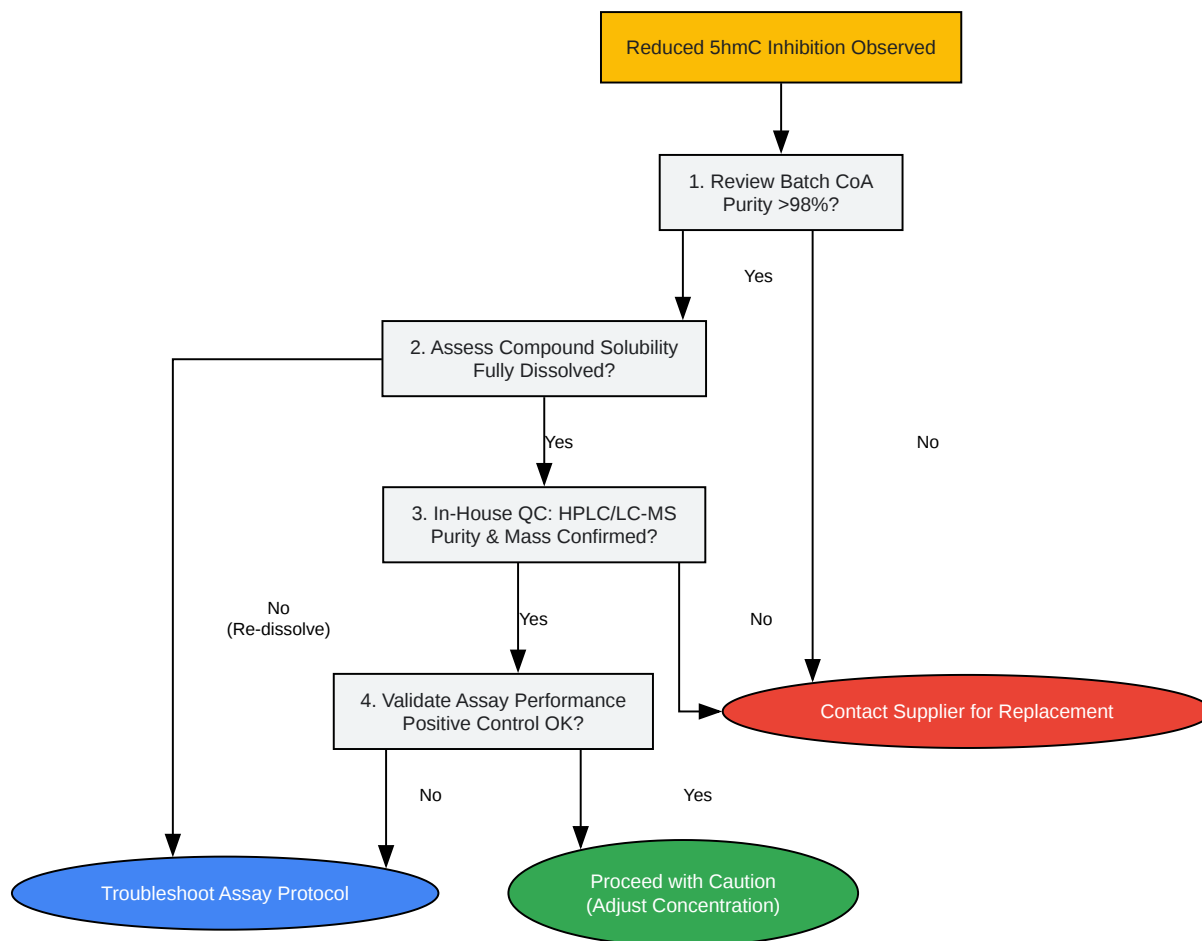 Reduced 5hmC Inhibition Observed
1. Review Batch CoA
Purity >98%?
Yes
2. Assess Compound Solubility
Fully Dissolved?
Yes
No
3. In-House QC: HPLC/LC-MS
Purity & Mass Confirmed?
No
(Re-dissolve)
Yes
No
4. Validate Assay Performance
Positive Control OK?
Contact Supplier for Replacement
No
Yes
Troubleshoot Assay Protocol
Proceed with Caution
(Adjust Concentration)